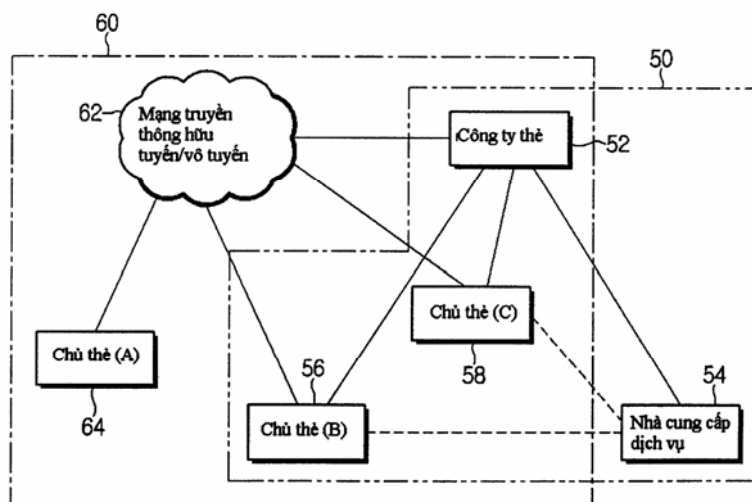 60
50
62
Mạng truyền
thông hữu
tuyến/vô tuyến
Công ty thẻ
52
Chủ thẻ (C)
58
Chủ thẻ (A)
64
56
Chủ thẻ (B)
54
Nhà cung cấp
dịch vụ